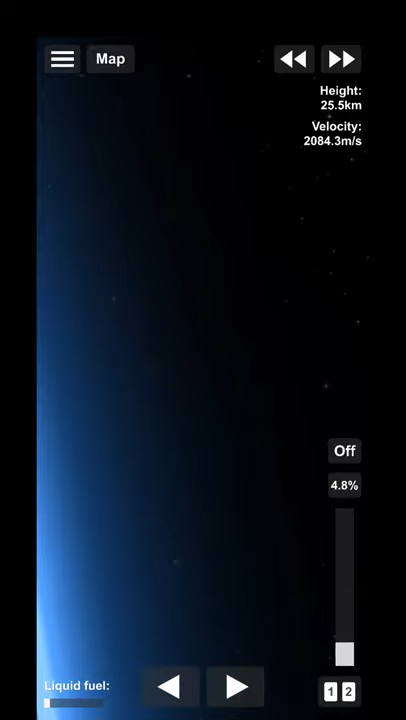 Map
Height:
25.5km
Velocity:
2084.3m/s
Off
4.8%
Liquid fuel:
1 2